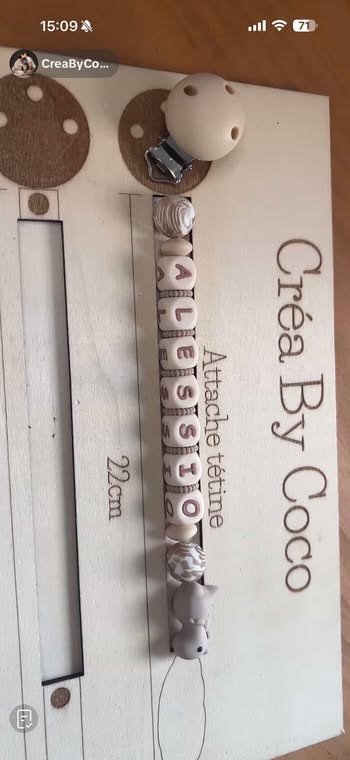 15:09
71
CreaByCo...
Créa By Coco
Attache tétine
ALESSIO
22cm